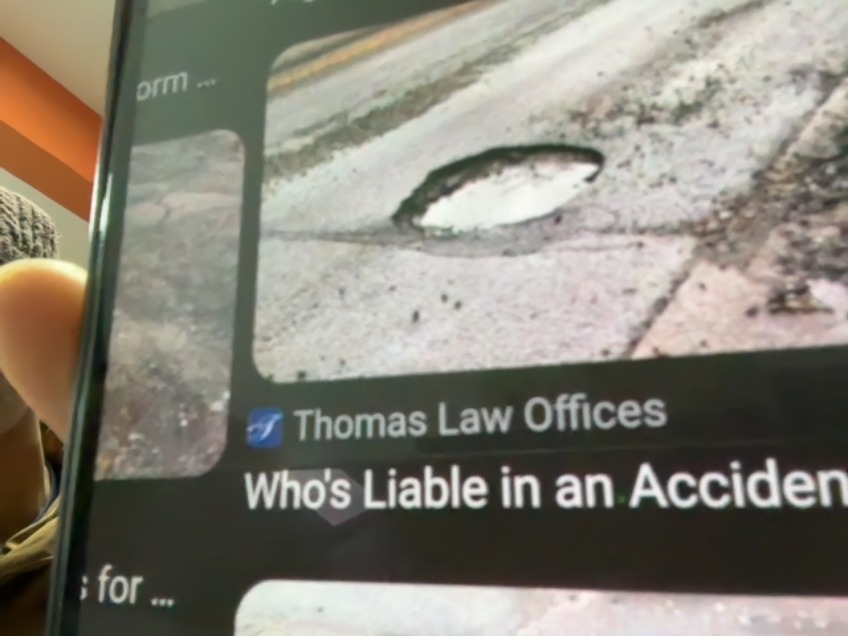 orm ...
Thomas Law Offices
Who's Liable in an Acciden
s for ...